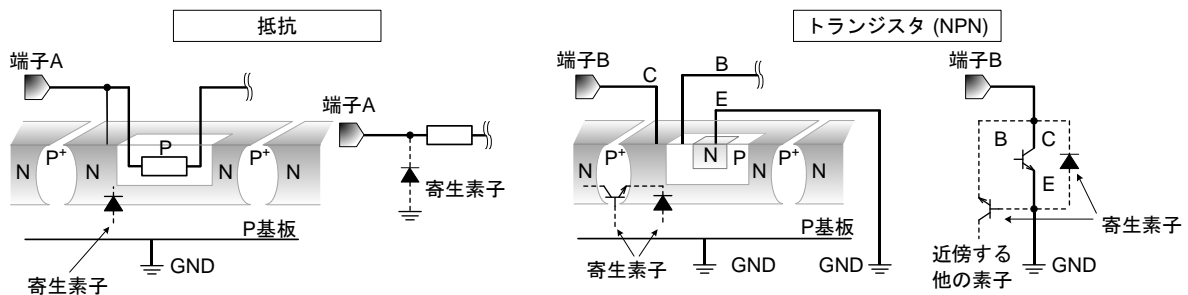 抵抗
トランジスタ (NPN)
端子A
端子A
P
N
P+
N
N
P+
N
寄生素子
P基板
GND
寄生素子
端子B
C
B
E
N
P+
N
N
P
N
P+
N
P基板
GND
GND
寄生素子
端子B
B
C
E
寄生素子
近傍する
他の素子
GND